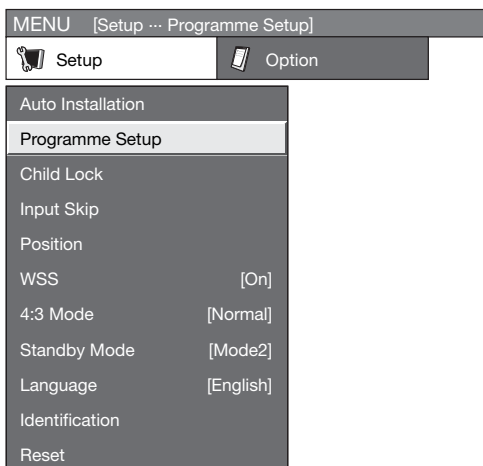 MENU [Setup ··· Programme Setup]
Setup Option
Auto Installation
Programme Setup
Child Lock
Input Skip
Position
WSS [On]
4:3 Mode [Normal]
Standby Mode [Mode2]
Language [English]
Identification
Reset